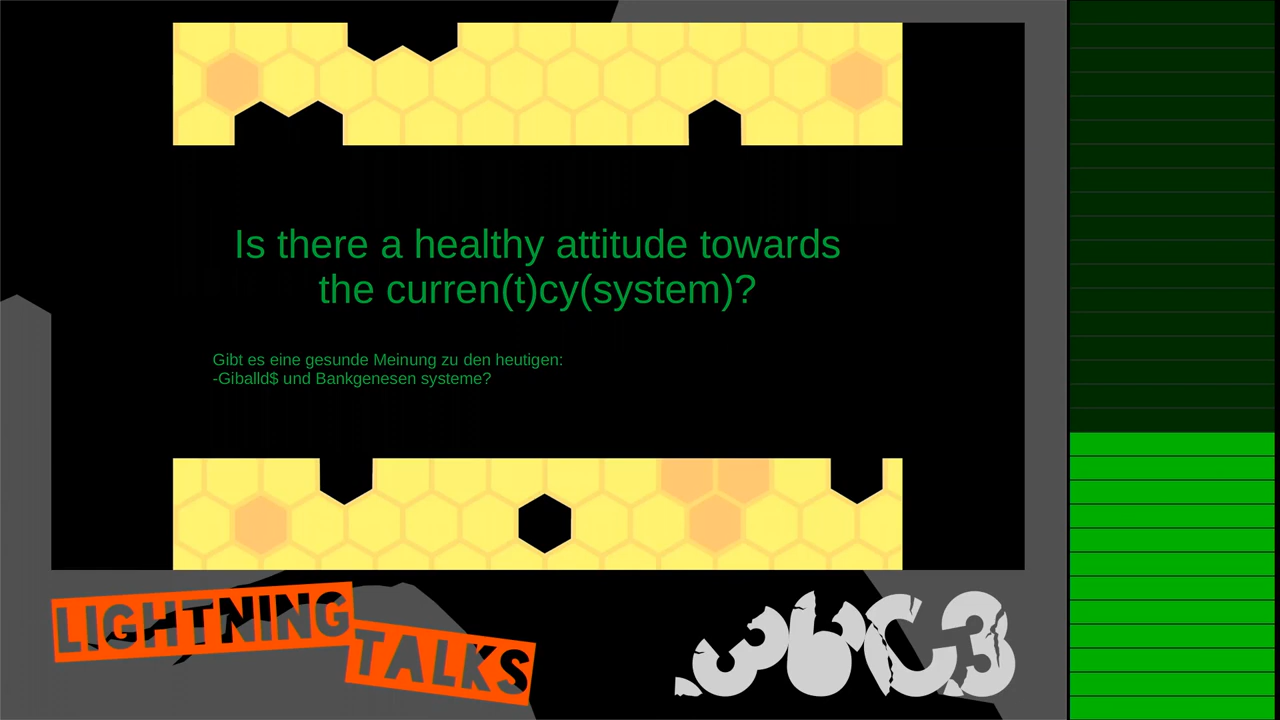 Is there a healthy attitude towards
the curren(t)cy(system)?
Gibt es eine gesunde Meinung zu den heutigen:
-Giballd$ und Bankgenesen systeme?
LIGHTNING
TALKS
36C3